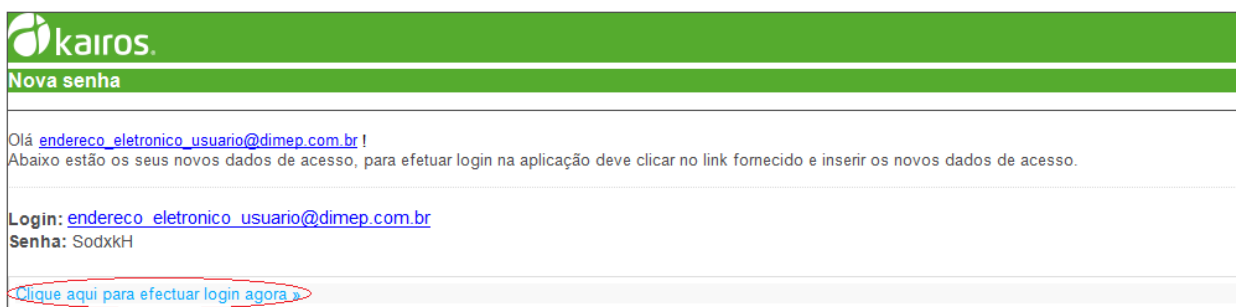 kairos.
Nova senha
Olá endereco_eletronico_usuario@dimep.com.br !
Abaixo estão os seus novos dados de acesso, para efetuar login na aplicação deve clicar no link fornecido e inserir os novos dados de acesso.
Login: endereco_eletronico_usuario@dimep.com.br
Senha: SodxkH
Clique aqui para efectuar login agora »